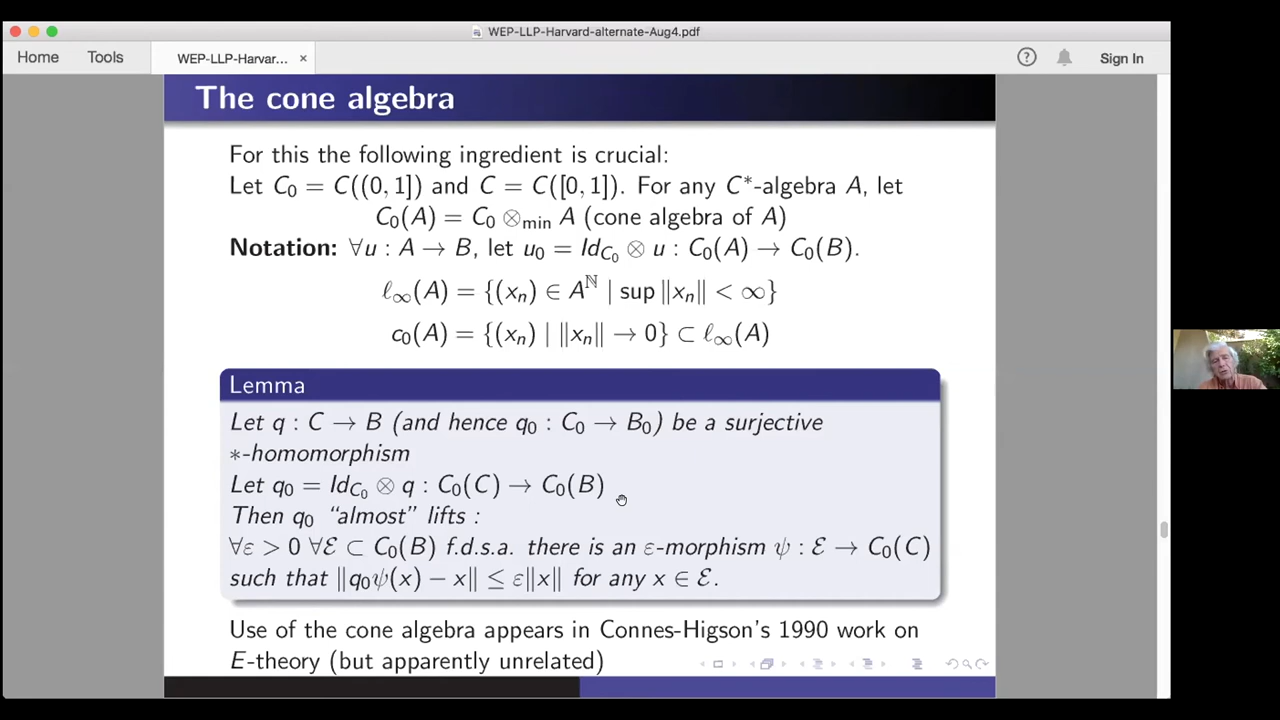 WEP-LLP-Harvard-alternate-Aug4.pdf
Home Tools WEP-LLP-Harvar... × ? Sign In
The cone algebra
For this the following ingredient is crucial:
Let C₀ = C((0, 1]) and C = C([0, 1]). For any C*-algebra A, let
C₀(A) = C₀ ⊗min A (cone algebra of A)
Notation: ∀u : A → B, let u₀ = Id_C₀ ⊗ u : C₀(A) → C₀(B).
ℓ∞(A) = {(xₙ) ∈ A^ℕ | sup ‖xₙ‖ < ∞}
c₀(A) = {(xₙ) | ‖xₙ‖ → 0} ⊂ ℓ∞(A)
Lemma
Let q : C → B (and hence q₀ : C₀ → B₀) be a surjective
∗-homomorphism
Let q₀ = Id_C₀ ⊗ q : C₀(C) → C₀(B)
Then q₀ “almost” lifts :
∀ε > 0 ∀ℰ ⊂ C₀(B) f.d.s.a. there is an ε-morphism ψ : ℰ → C₀(C)
such that ‖q₀ψ(x) − x‖ ≤ ε‖x‖ for any x ∈ ℰ.
Use of the cone algebra appears in Connes-Higson's 1990 work on
E-theory (but apparently unrelated)